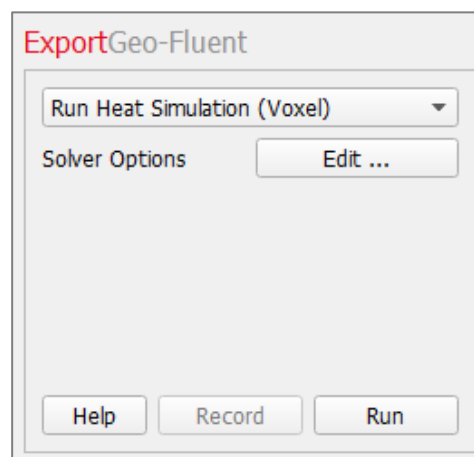 ExportGeo-Fluent
Run Heat Simulation (Voxel)
Solver Options Edit ...
Help Record Run